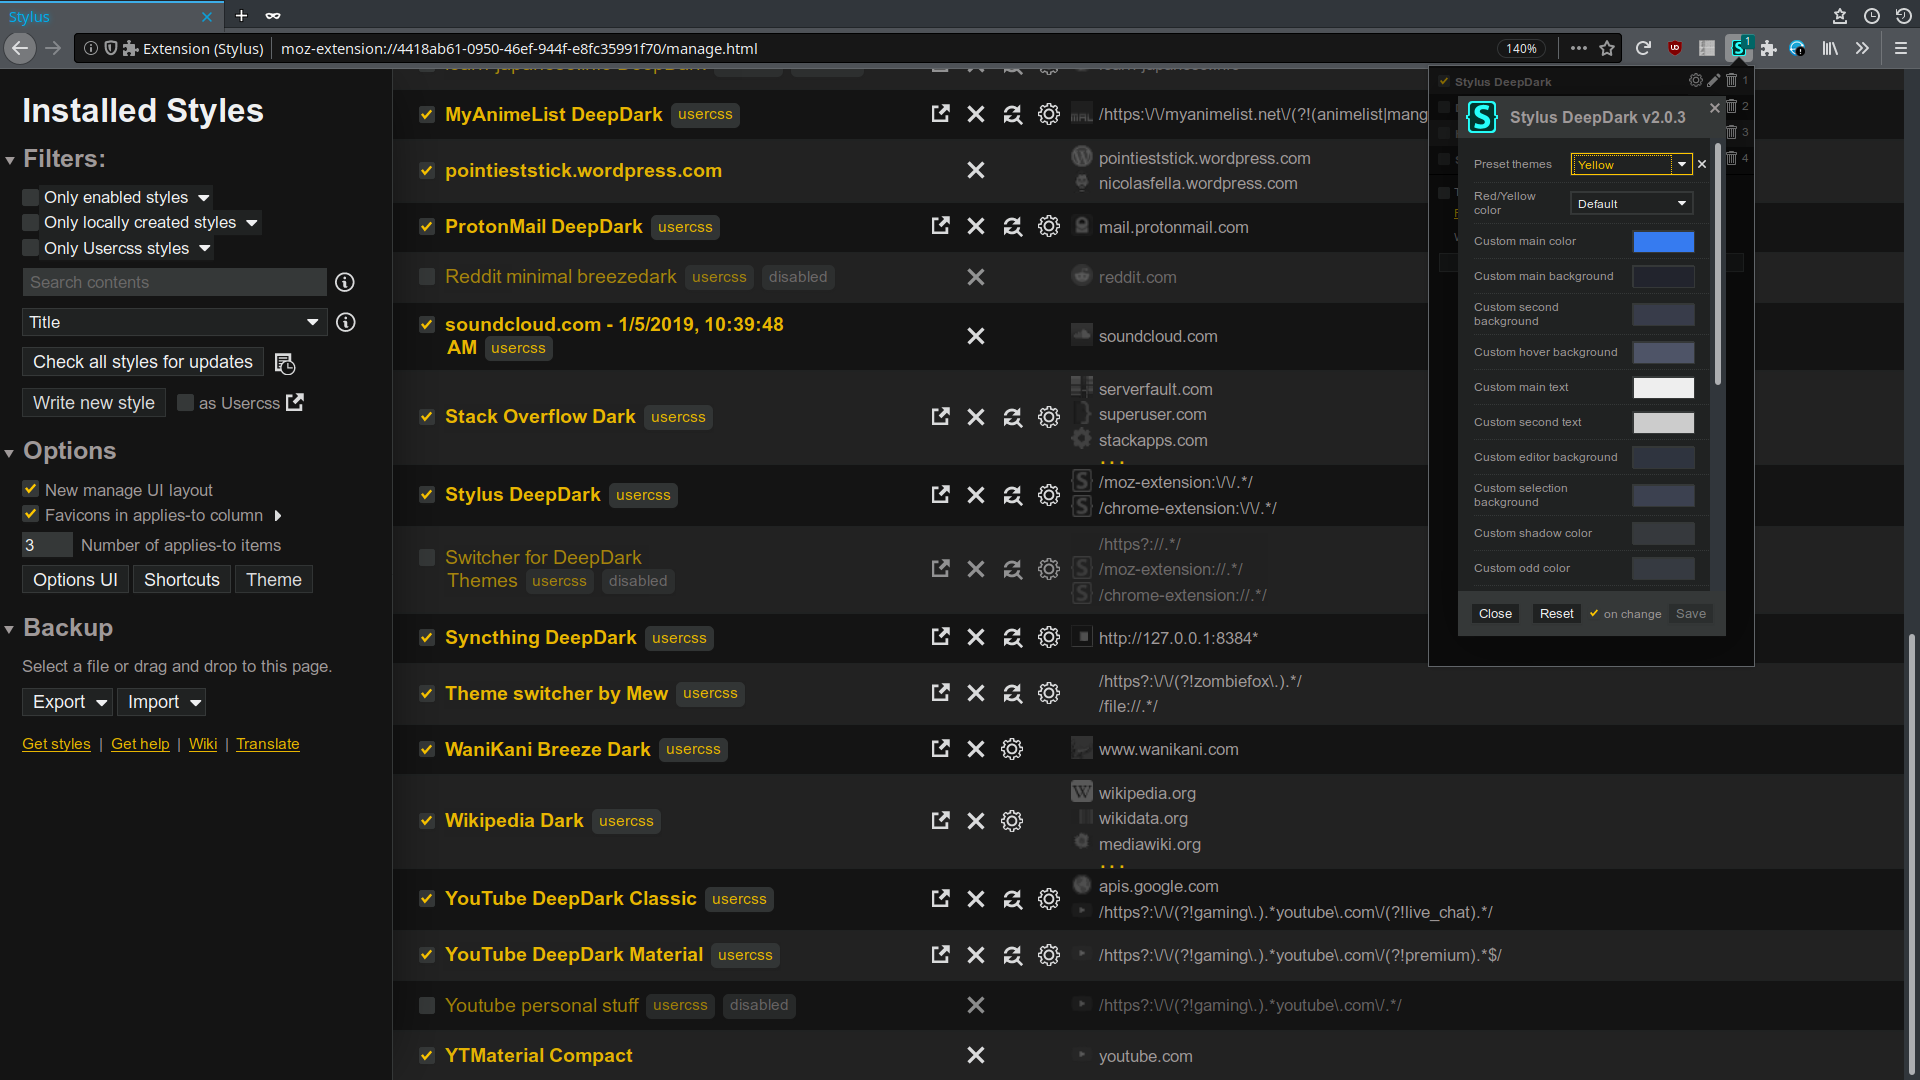 Stylus
Extension (Stylus)
moz-extension://4418ab61-0950-46ef-944f-e8fc35991f70/manage.html
140%
1
Installed Styles
Filters:
Only enabled styles
Only locally created styles
Only Usercss styles
Search contents
Title
Check all styles for updates
Write new style
as Usercss
Options
New manage UI layout
Favicons in applies-to column
3 Number of applies-to items
Options UI Shortcuts Theme
Backup
Select a file or drag and drop to this page.
Export Import
Get styles | Get help | Wiki | Translate
MyAnimeList DeepDark usercss
/https:\/\/myanimelist.net\/(?!(animelist|mang
pointieststick.wordpress.com
pointieststick.wordpress.com
nicolasfella.wordpress.com
ProtonMail DeepDark usercss
mail.protonmail.com
Reddit minimal breezedark usercss disabled
reddit.com
soundcloud.com - 1/5/2019, 10:39:48
AM usercss
soundcloud.com
Stack Overflow Dark usercss
serverfault.com
superuser.com
stackapps.com
...
Stylus DeepDark usercss
/moz-extension:\/\/.*/
/chrome-extension:\/\/.*/
Switcher for DeepDark
Themes usercss disabled
/https?://.*/
/moz-extension://.*/
/chrome-extension://.*/
Syncthing DeepDark usercss
http://127.0.0.1:8384*
Theme switcher by Mew usercss
/https?:\/\/(?!zombiefox\.).*/
/file://.*/
WaniKani Breeze Dark usercss
www.wanikani.com
Wikipedia Dark usercss
wikipedia.org
wikidata.org
mediawiki.org
...
YouTube DeepDark Classic usercss
apis.google.com
/https?:\/\/(?!gaming\.).*youtube\.com\/(?!live_chat).*/
YouTube DeepDark Material usercss
/https?:\/\/(?!gaming\.).*youtube\.com\/(?!premium).*$/
Youtube personal stuff usercss disabled
/https?:\/\/(?!gaming\.).*youtube\.com\/.*/
YTMaterial Compact
youtube.com
Stylus DeepDark
1
2
3
4
Stylus DeepDark v2.0.3
Preset themes Yellow
Red/Yellow
color
Default
Custom main color
Custom main background
Custom second
background
Custom hover background
Custom main text
Custom second text
Custom editor background
Custom selection
background
Custom shadow color
Custom odd color
Close Reset on change Save